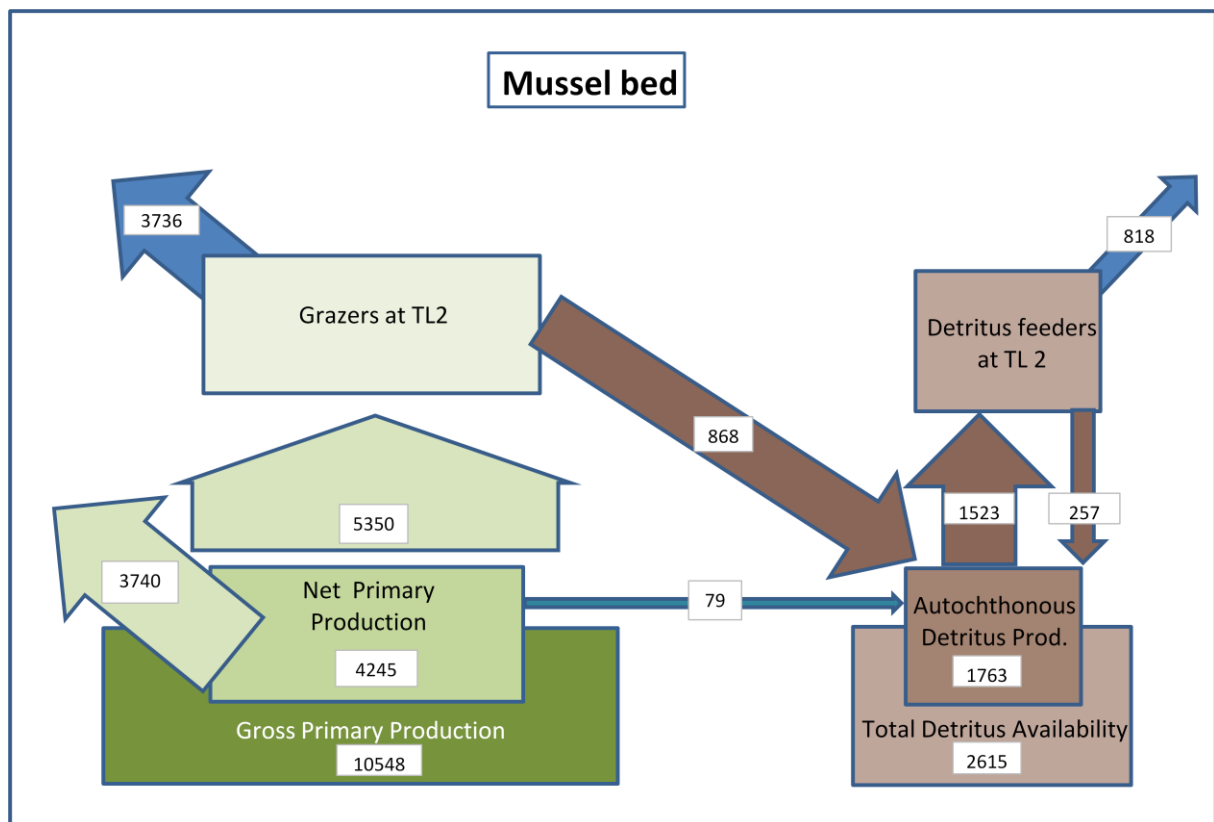 Mussel bed
3736
818
Grazers at TL2
Detritus feeders
at TL 2
868
5350
1523
257
3740
Net Primary
Production
79
Autochthonous
Detritus Prod.
4245
1763
Gross Primary Production
Total Detritus Availability
10548
2615